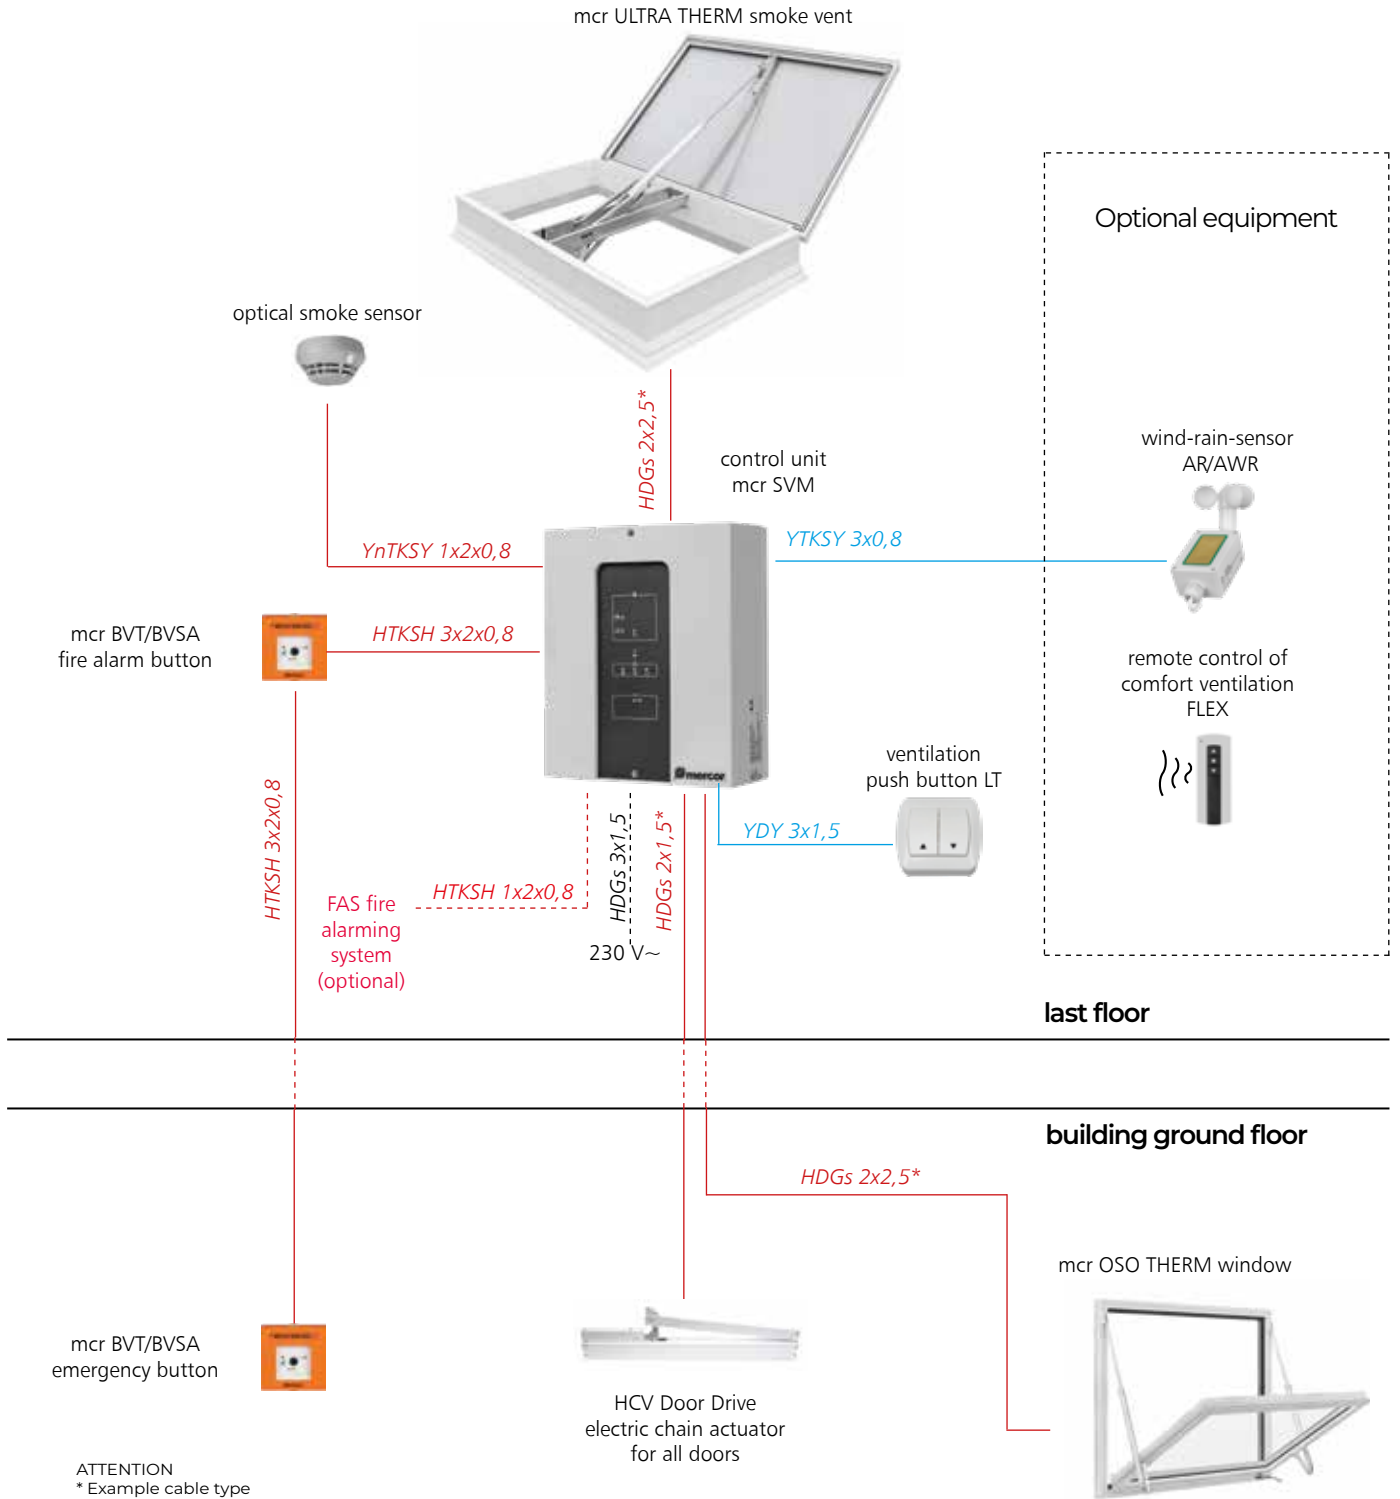 mcr ULTRA THERM smoke vent
Optional equipment
optical smoke sensor
HDGs 2x2,5*
control unit
mcr SVM
wind-rain-sensor
AR/AWR
YnTKSY 1x2x0,8
YTKSY 3x0,8
mcr BVT/BVSA
fire alarm button
HTKSH 3x2x0,8
remote control of
comfort ventilation
FLEX
mercor
ventilation
push button LT
HTKSH 3x2x0,8
YDY 3x1,5
HTKSH 1x2x0,8
HDGs 3x1,5
HDGs 2x1,5*
FAS fire
alarming
system
(optional)
230 V~
last floor
building ground floor
HDGs 2x2,5*
mcr OSO THERM window
mcr BVT/BVSA
emergency button
HCV Door Drive
electric chain actuator
for all doors
ATTENTION
* Example cable type